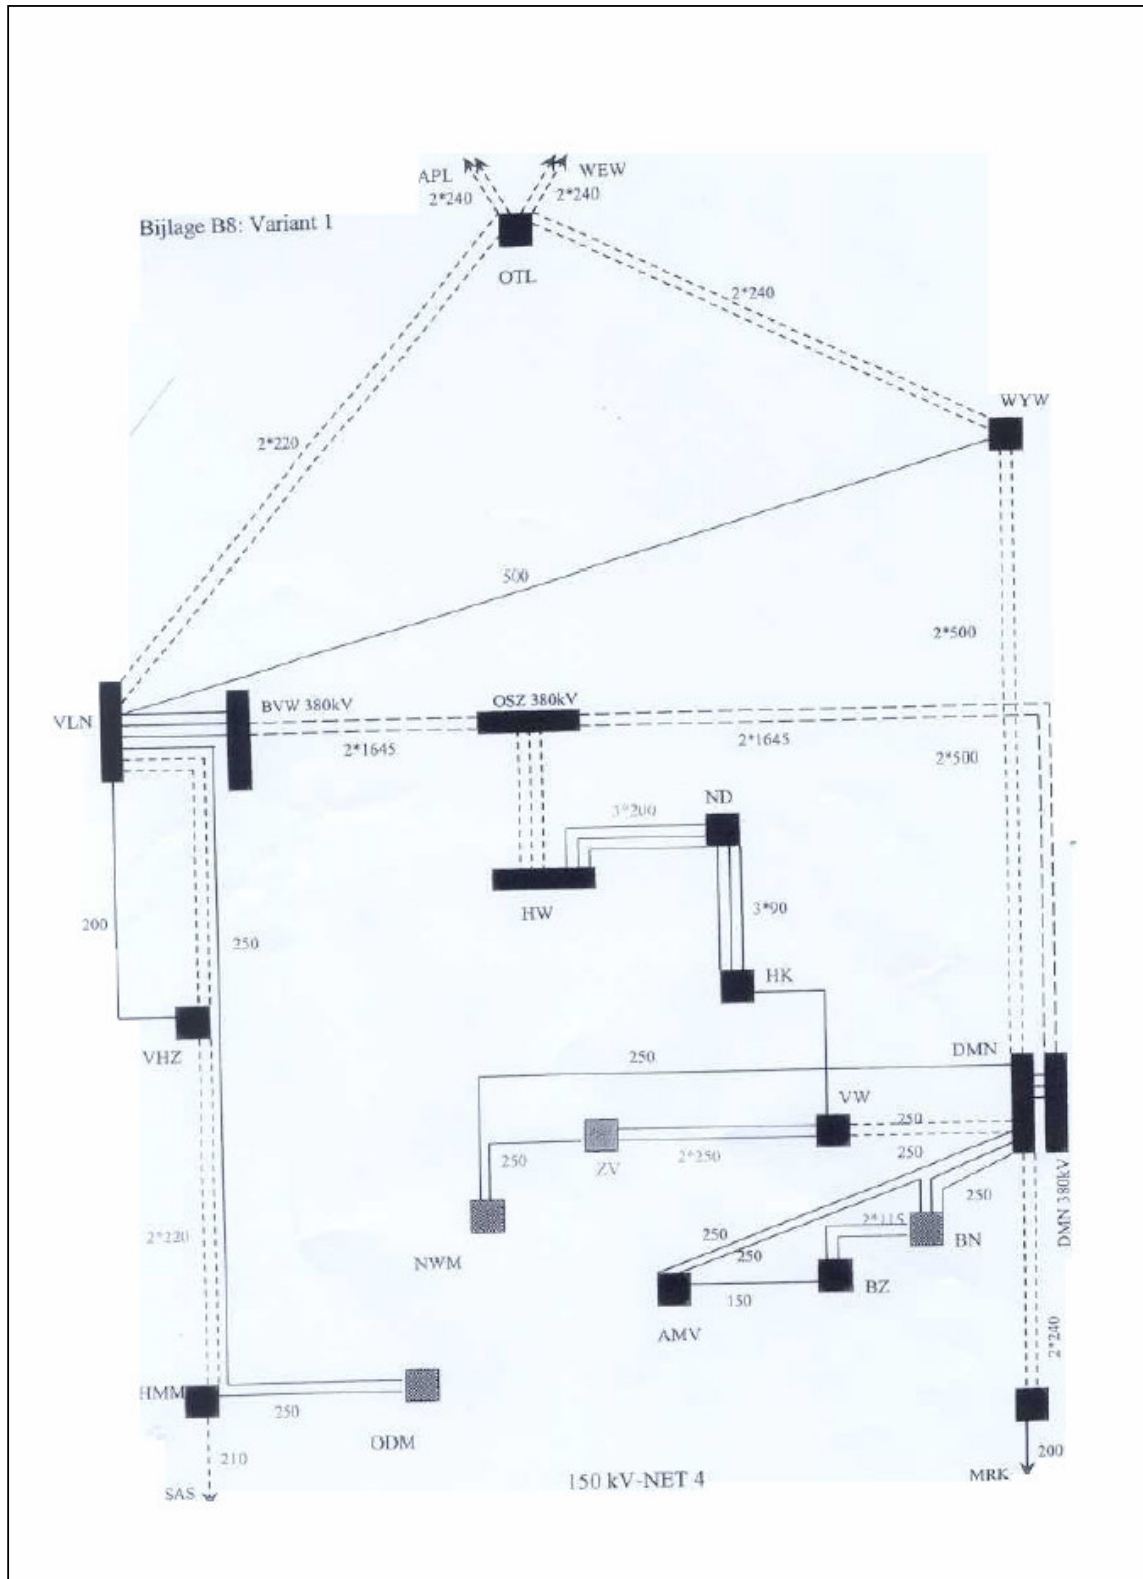 APL
WEW
2*240
2*240
Bijlage B8: Variant 1
OTL
2*240
WYW
2*220
500
2*500
VLN
BVW 380kV
OSZ 380kV
2*1645
2*1645
2*500
ND
3*200
HW
3*90
200
250
HK
VHZ
250
DMN
VW
250
250
ZV
2*250
250
250
DMN 380kV
2*220
NWM
250
250
2*115
BN
BZ
150
AMV
2*240
HMM
250
ODM
210
SAS
150 kV-NET 4
MRK
200